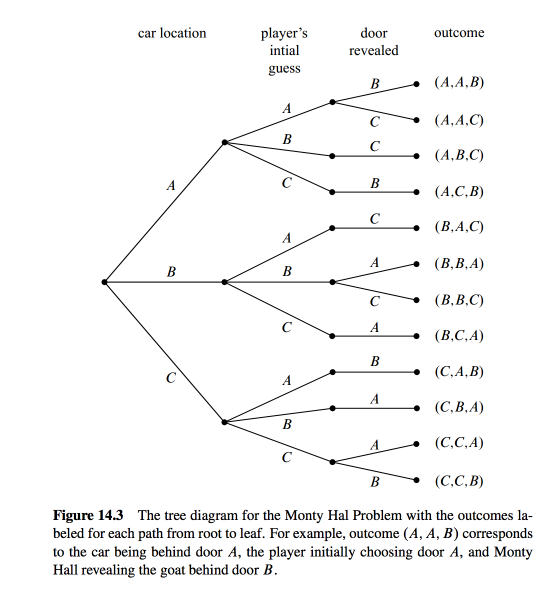 car location
player's
intial
guess
door
revealed
outcome
B
(A,A,B)
A
C
(A,A,C)
B
C
(A,B,C)
A
C
B
(A,C,B)
C
(B,A,C)
A
B
B
A
(B,B,A)
C
(B,B,C)
C
A
(B,C,A)
C
B
(C,A,B)
A
A
(C,B,A)
B
C
A
(C,C,A)
B
(C,C,B)
Figure 14.3 The tree diagram for the Monty Hal Problem with the outcomes la-
beled for each path from root to leaf. For example, outcome (A, A, B) corresponds
to the car being behind door A, the player initially choosing door A, and Monty
Hall revealing the goat behind door B.